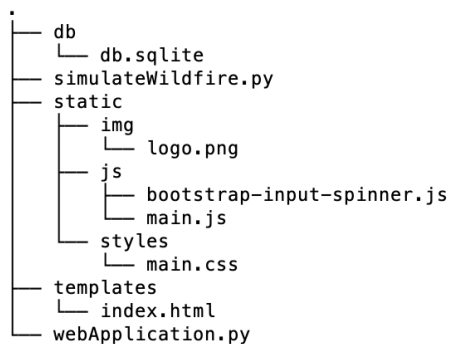 .
├── db
│   └── db.sqlite
├── simulateWildfire.py
├── static
│   ├── img
│   │   └── logo.png
│   ├── js
│   │   ├── bootstrap-input-spinner.js
│   │   └── main.js
│   └── styles
│       └── main.css
├── templates
│   └── index.html
└── webApplication.py